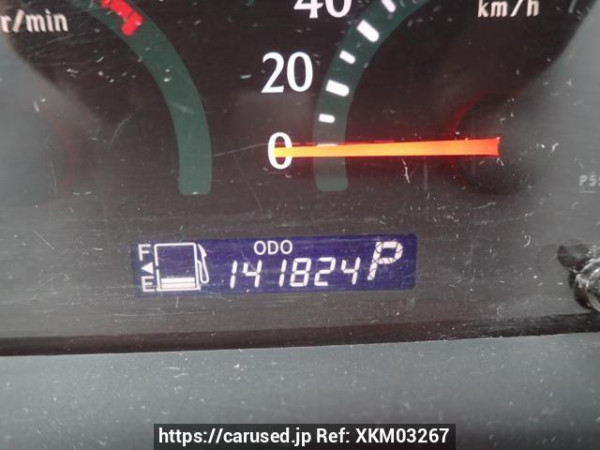 r/min
40
km/h
20
0
F
ODO
E
141824 P
https://carused.jp Ref: XKM03267